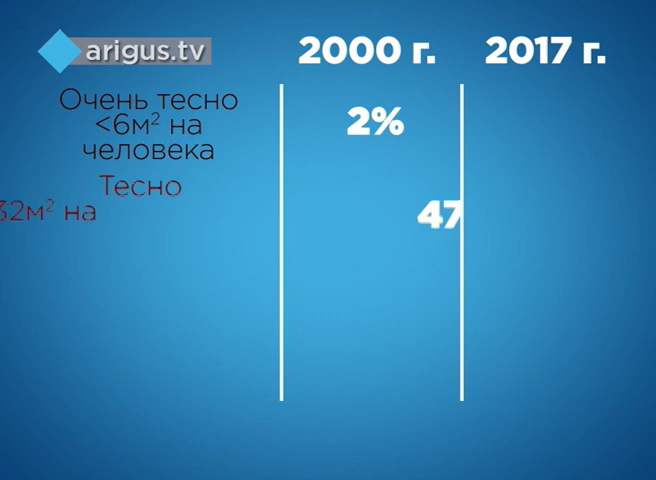 arigus.tv
2000 г.
2017 г.
Очень тесно
<6м² на
человека
2%
Тесно
32м² на
47